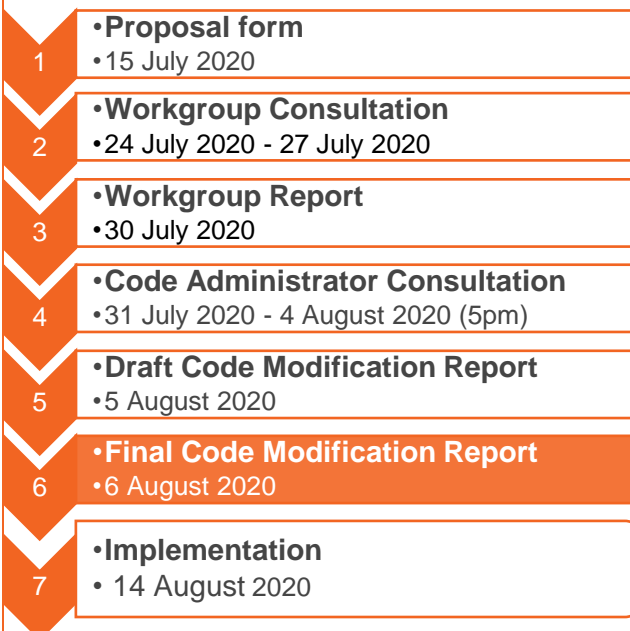 1
•Proposal form
•15 July 2020
2
•Workgroup Consultation
•24 July 2020 - 27 July 2020
3
•Workgroup Report
•30 July 2020
4
•Code Administrator Consultation
•31 July 2020 - 4 August 2020 (5pm)
5
•Draft Code Modification Report
•5 August 2020
6
•Final Code Modification Report
•6 August 2020
7
•Implementation
• 14 August 2020